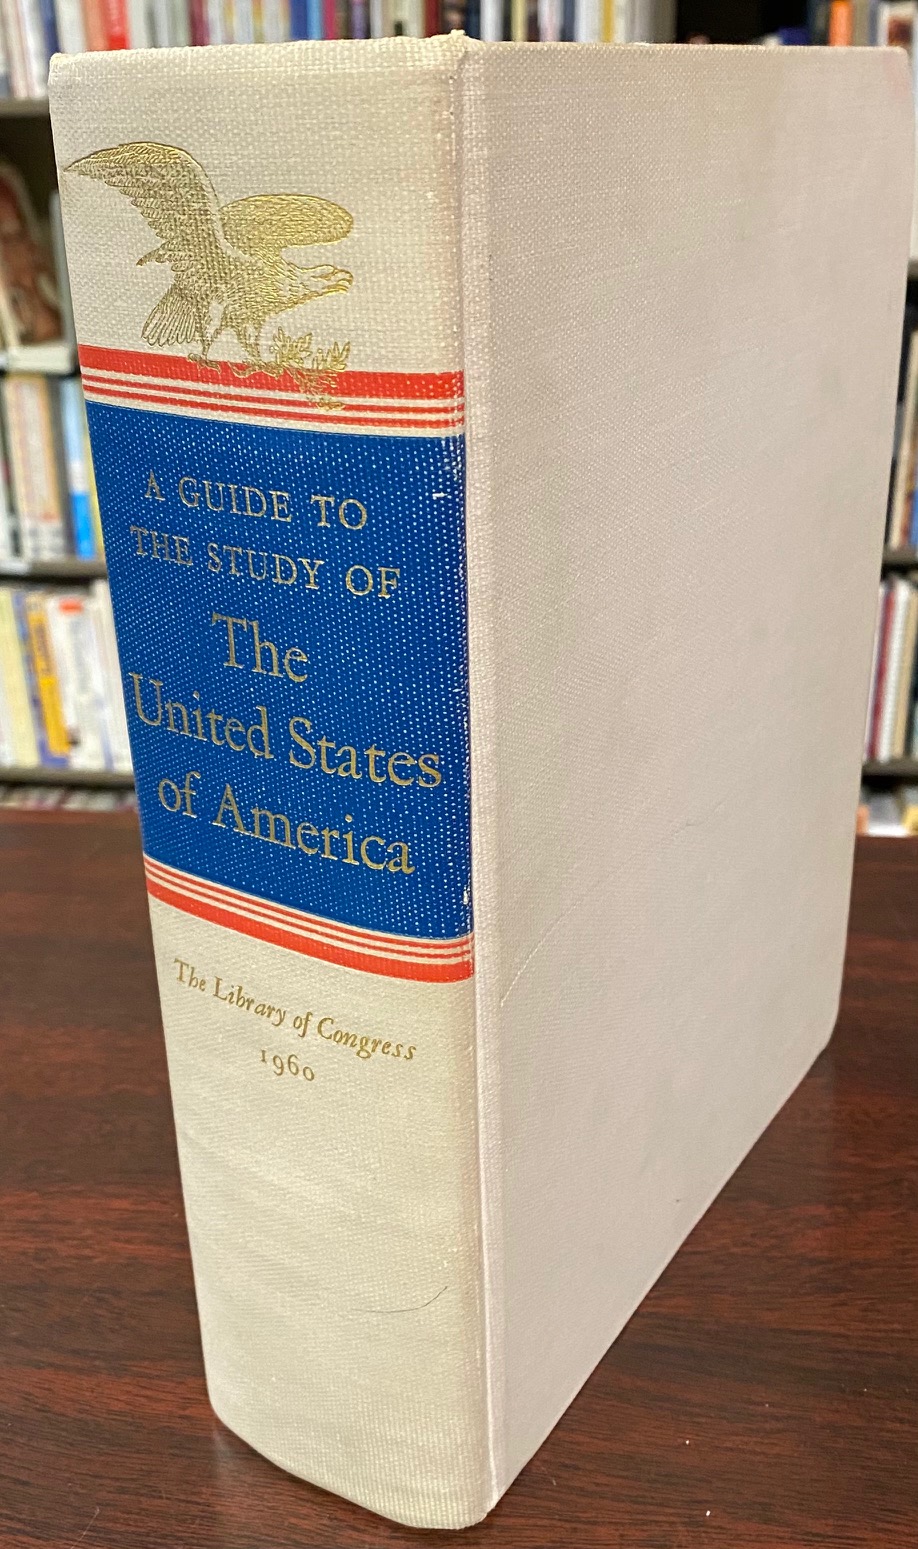 A GUIDE TO
THE STUDY OF
The
United States
of America
The Library of Congress
1960